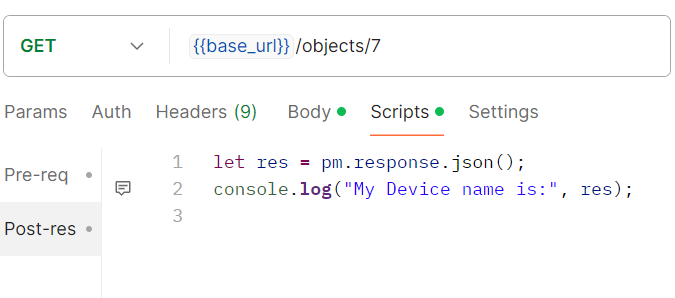 GET {{base_url}}/objects/7
Params Auth Headers (9) Body Scripts Settings
Pre-req
Post-res
1 let res = pm.response.json();
2 console.log("My Device name is:", res);
3